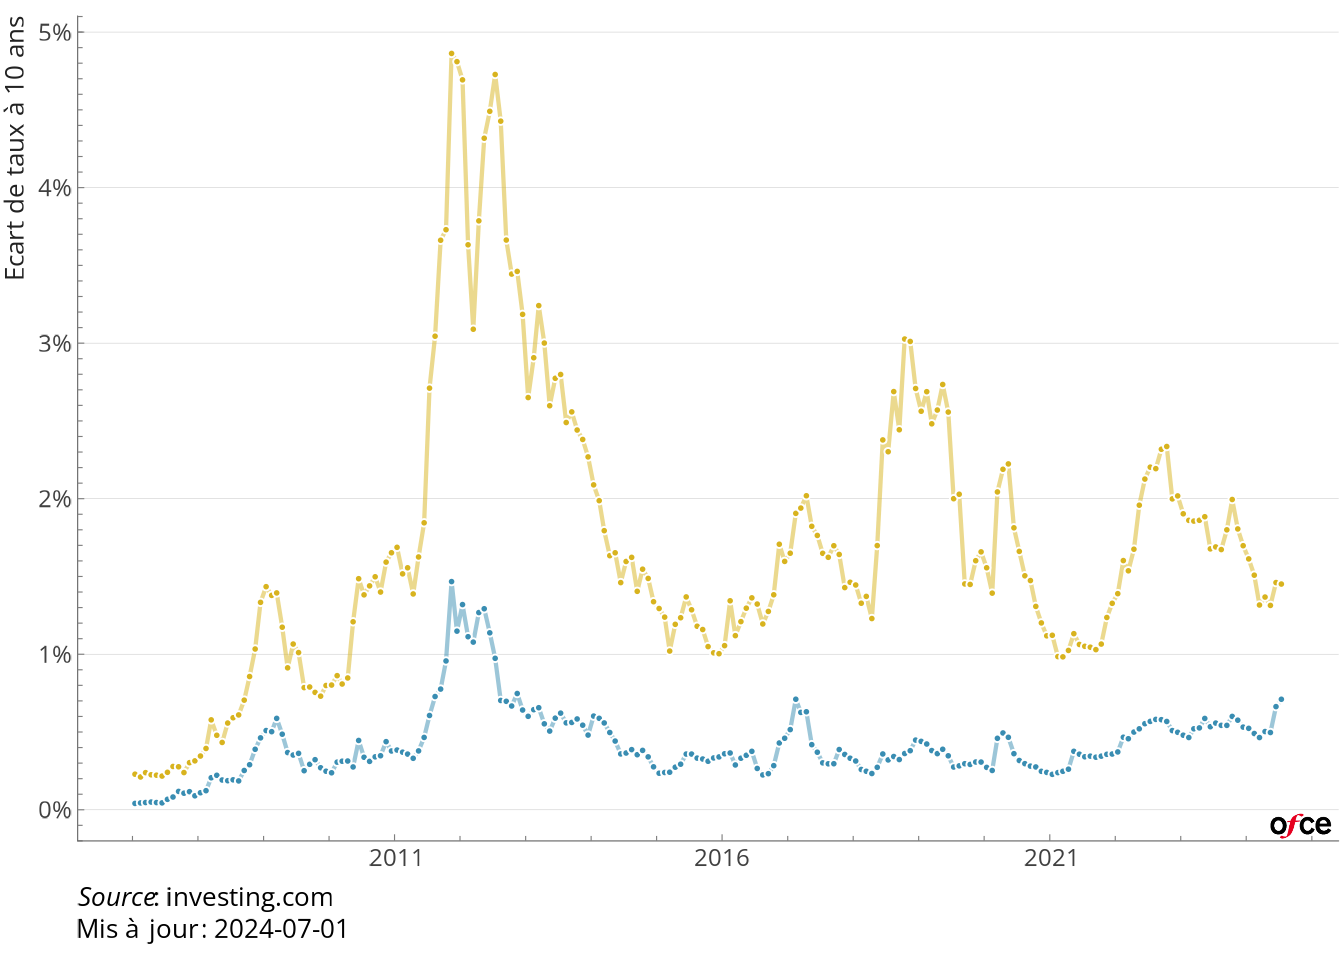 Ecart de taux à 10 ans
5%
4%
3%
2%
1%
0%
2011
2016
2021
ofce
Source: investing.com
Mis à jour: 2024-07-01